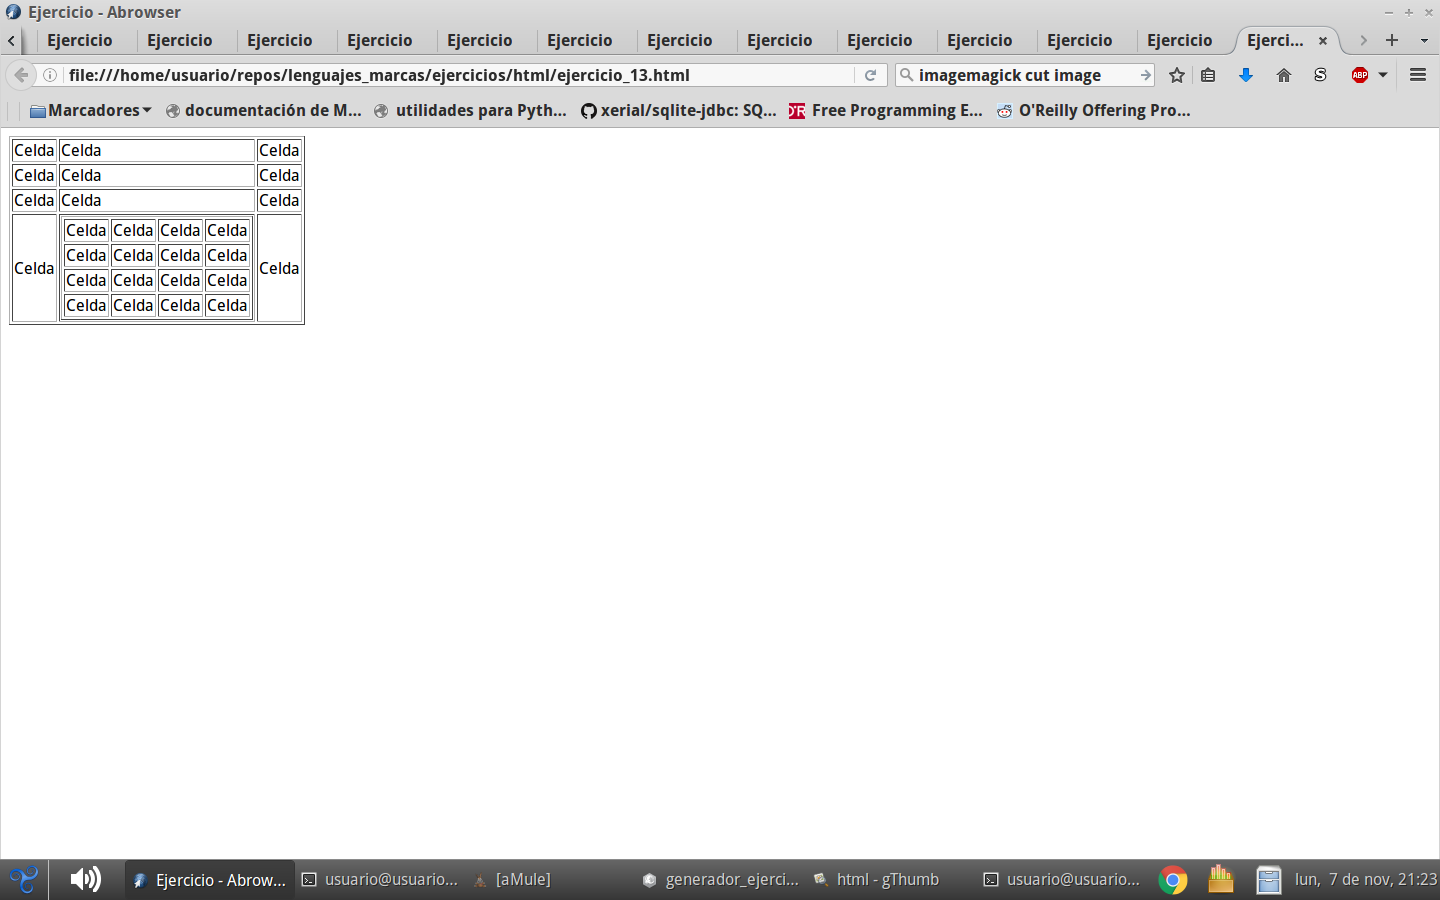 Ejercicio - Abrowser
Ejercicio Ejercicio Ejercicio Ejercicio Ejercicio Ejercicio Ejercicio Ejercicio Ejercicio Ejercicio Ejercicio Ejercicio Ejerci...
file:///home/usuario/repos/lenguajes_marcas/ejercicios/html/ejercicio_13.html imagemagick cut image S ABP
Marcadores documentación de M... utilidades para Pyth... xerial/sqlite-jdbc: SQ... Free Programming E... O'Reilly Offering Pro...
Celda Celda Celda
Celda Celda Celda
Celda Celda Celda
Celda Celda Celda Celda
Celda Celda Celda Celda
Celda Celda
Celda Celda Celda Celda
Celda Celda Celda Celda
Ejercicio - Abrow... usuario@usuario... [aMule] generador_ejerci... html - gThumb usuario@usuario... lun, 7 de nov, 21:23